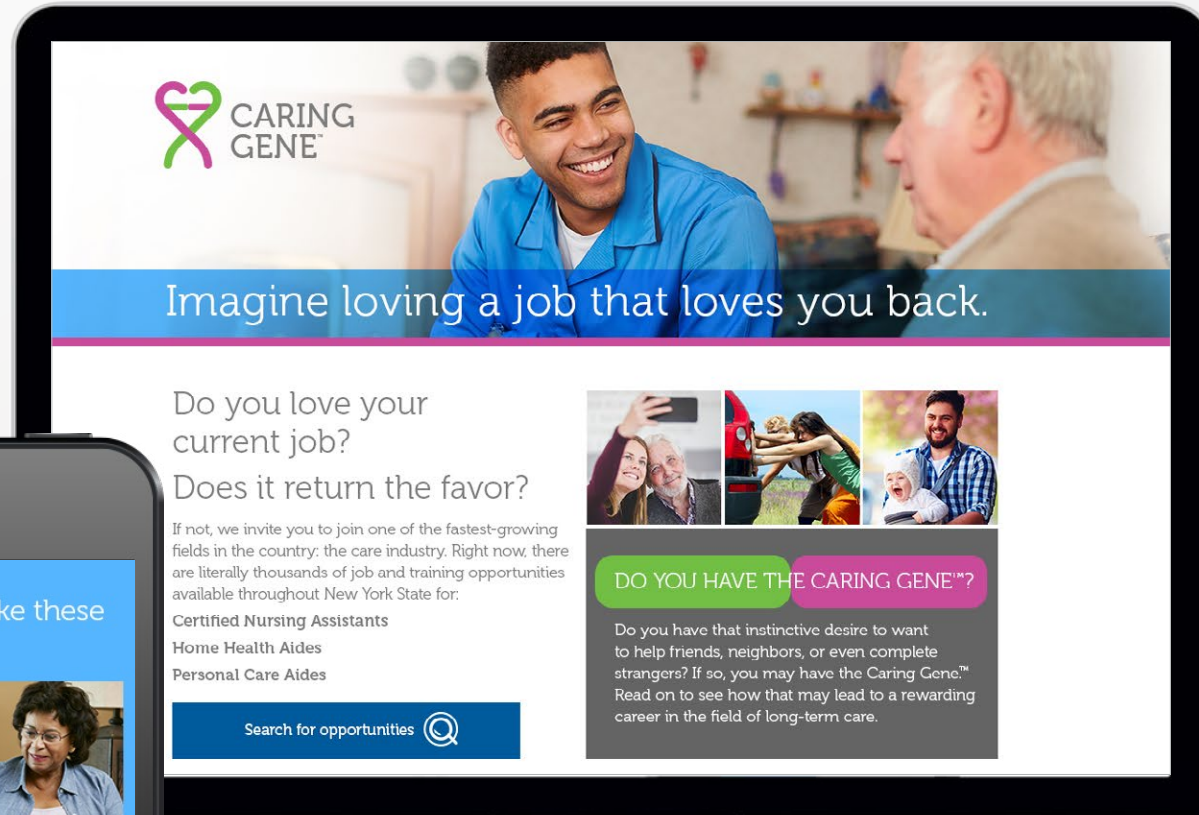 CARING
GENE™
Imagine loving a job that loves you back.
Do you love your
current job?
Does it return the favor?
If not, we invite you to join one of the fastest-growing
fields in the country: the care industry. Right now, there
are literally thousands of job and training opportunities
available throughout New York State for:
Certified Nursing Assistants
Home Health Aides
Personal Care Aides
Search for opportunities
DO YOU HAVE THE CARING GENE™?
Do you have that instinctive desire to want
to help friends, neighbors, or even complete
strangers? If so, you may have the Caring Gene.™
Read on to see how that may lead to a rewarding
career in the field of long-term care.
these